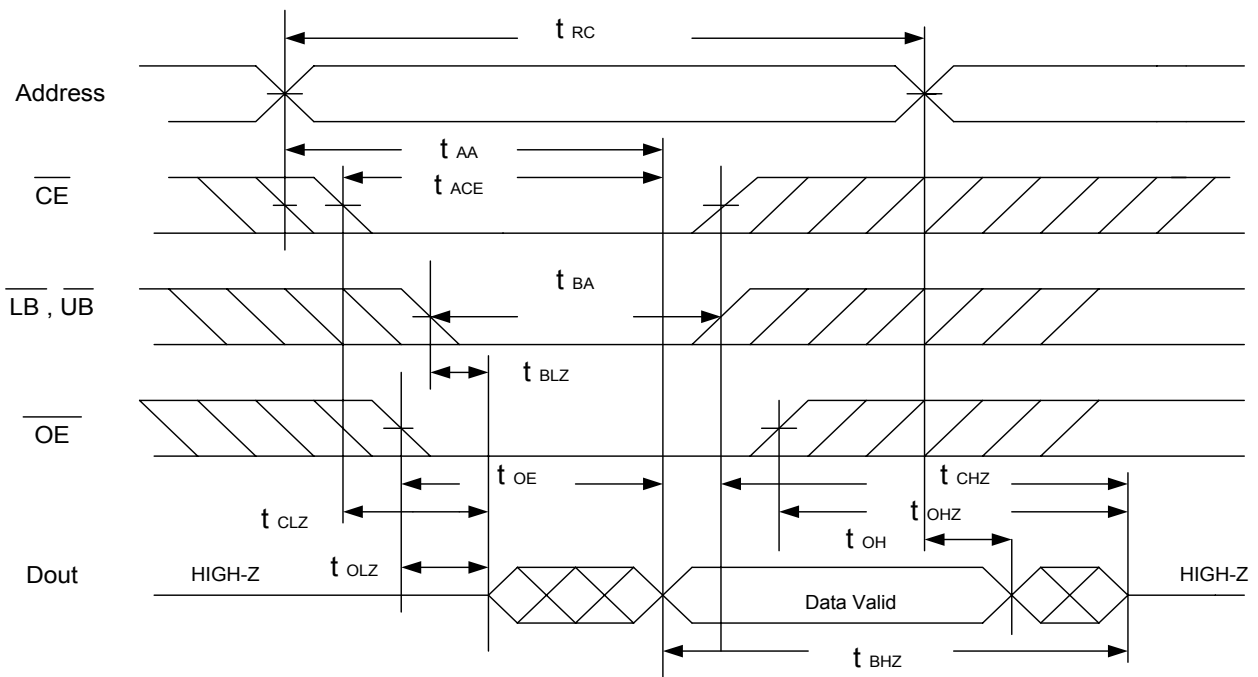 t RC
Address
t AA
CE
t ACE
LB , UB
t BA
t BLZ
OE
t OE
t CHZ
t CLZ
t OHZ
t OH
Dout
HIGH-Z
t OLZ
Data Valid
HIGH-Z
t BHZ